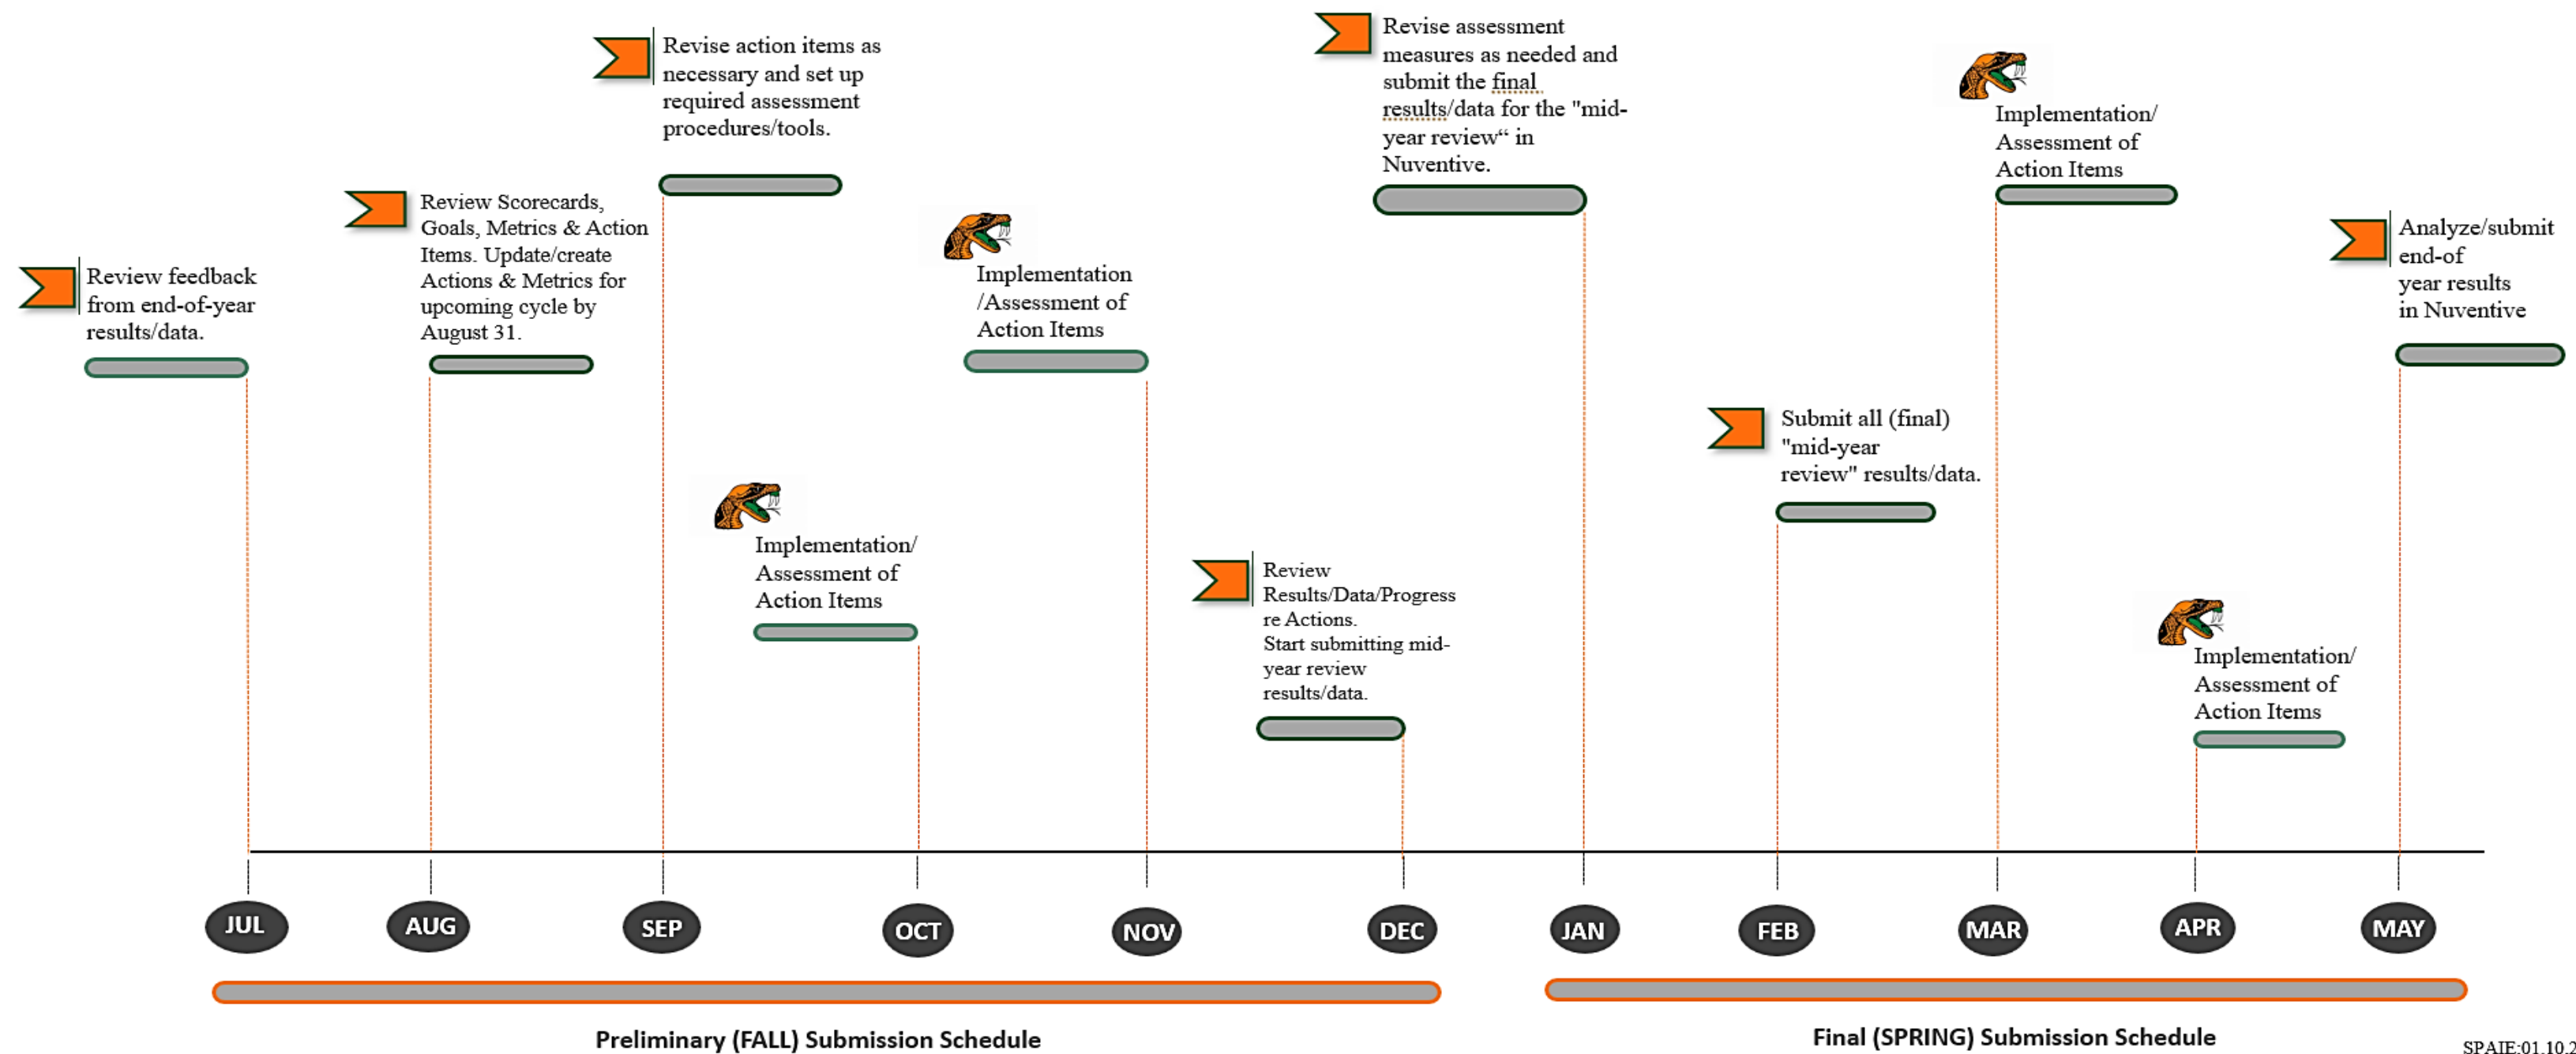 Review feedback
from end-of-year
results/data.
Review Scorecards,
Goals, Metrics & Action
Items. Update/create
Actions & Metrics for
upcoming cycle by
August 31.
Revise action items as
necessary and set up
required assessment
procedures/tools.
Implementation/
Assessment of
Action Items
Implementation
/Assessment of
Action Items
Review
Results/Data/Progress
re Actions.
Start submitting mid-
year review
results/data.
Revise assessment
measures as needed and
submit the final
results/data for the "mid-
year review“ in
Nuventive.
Submit all (final)
"mid-year
review" results/data.
Implementation/
Assessment of
Action Items
Implementation/
Assessment of
Action Items
Analyze/submit
end-of
year results
in Nuventive
JUL
AUG
SEP
OCT
NOV
DEC
JAN
FEB
MAR
APR
MAY
Preliminary (FALL) Submission Schedule
Final (SPRING) Submission Schedule
SPAIE:01.10.2